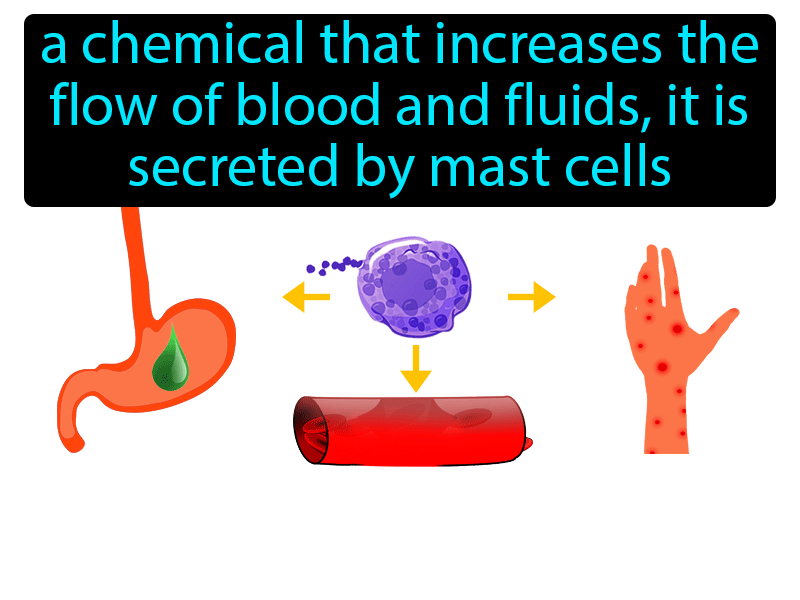 a chemical that increases the
flow of blood and fluids, it is
secreted by mast cells